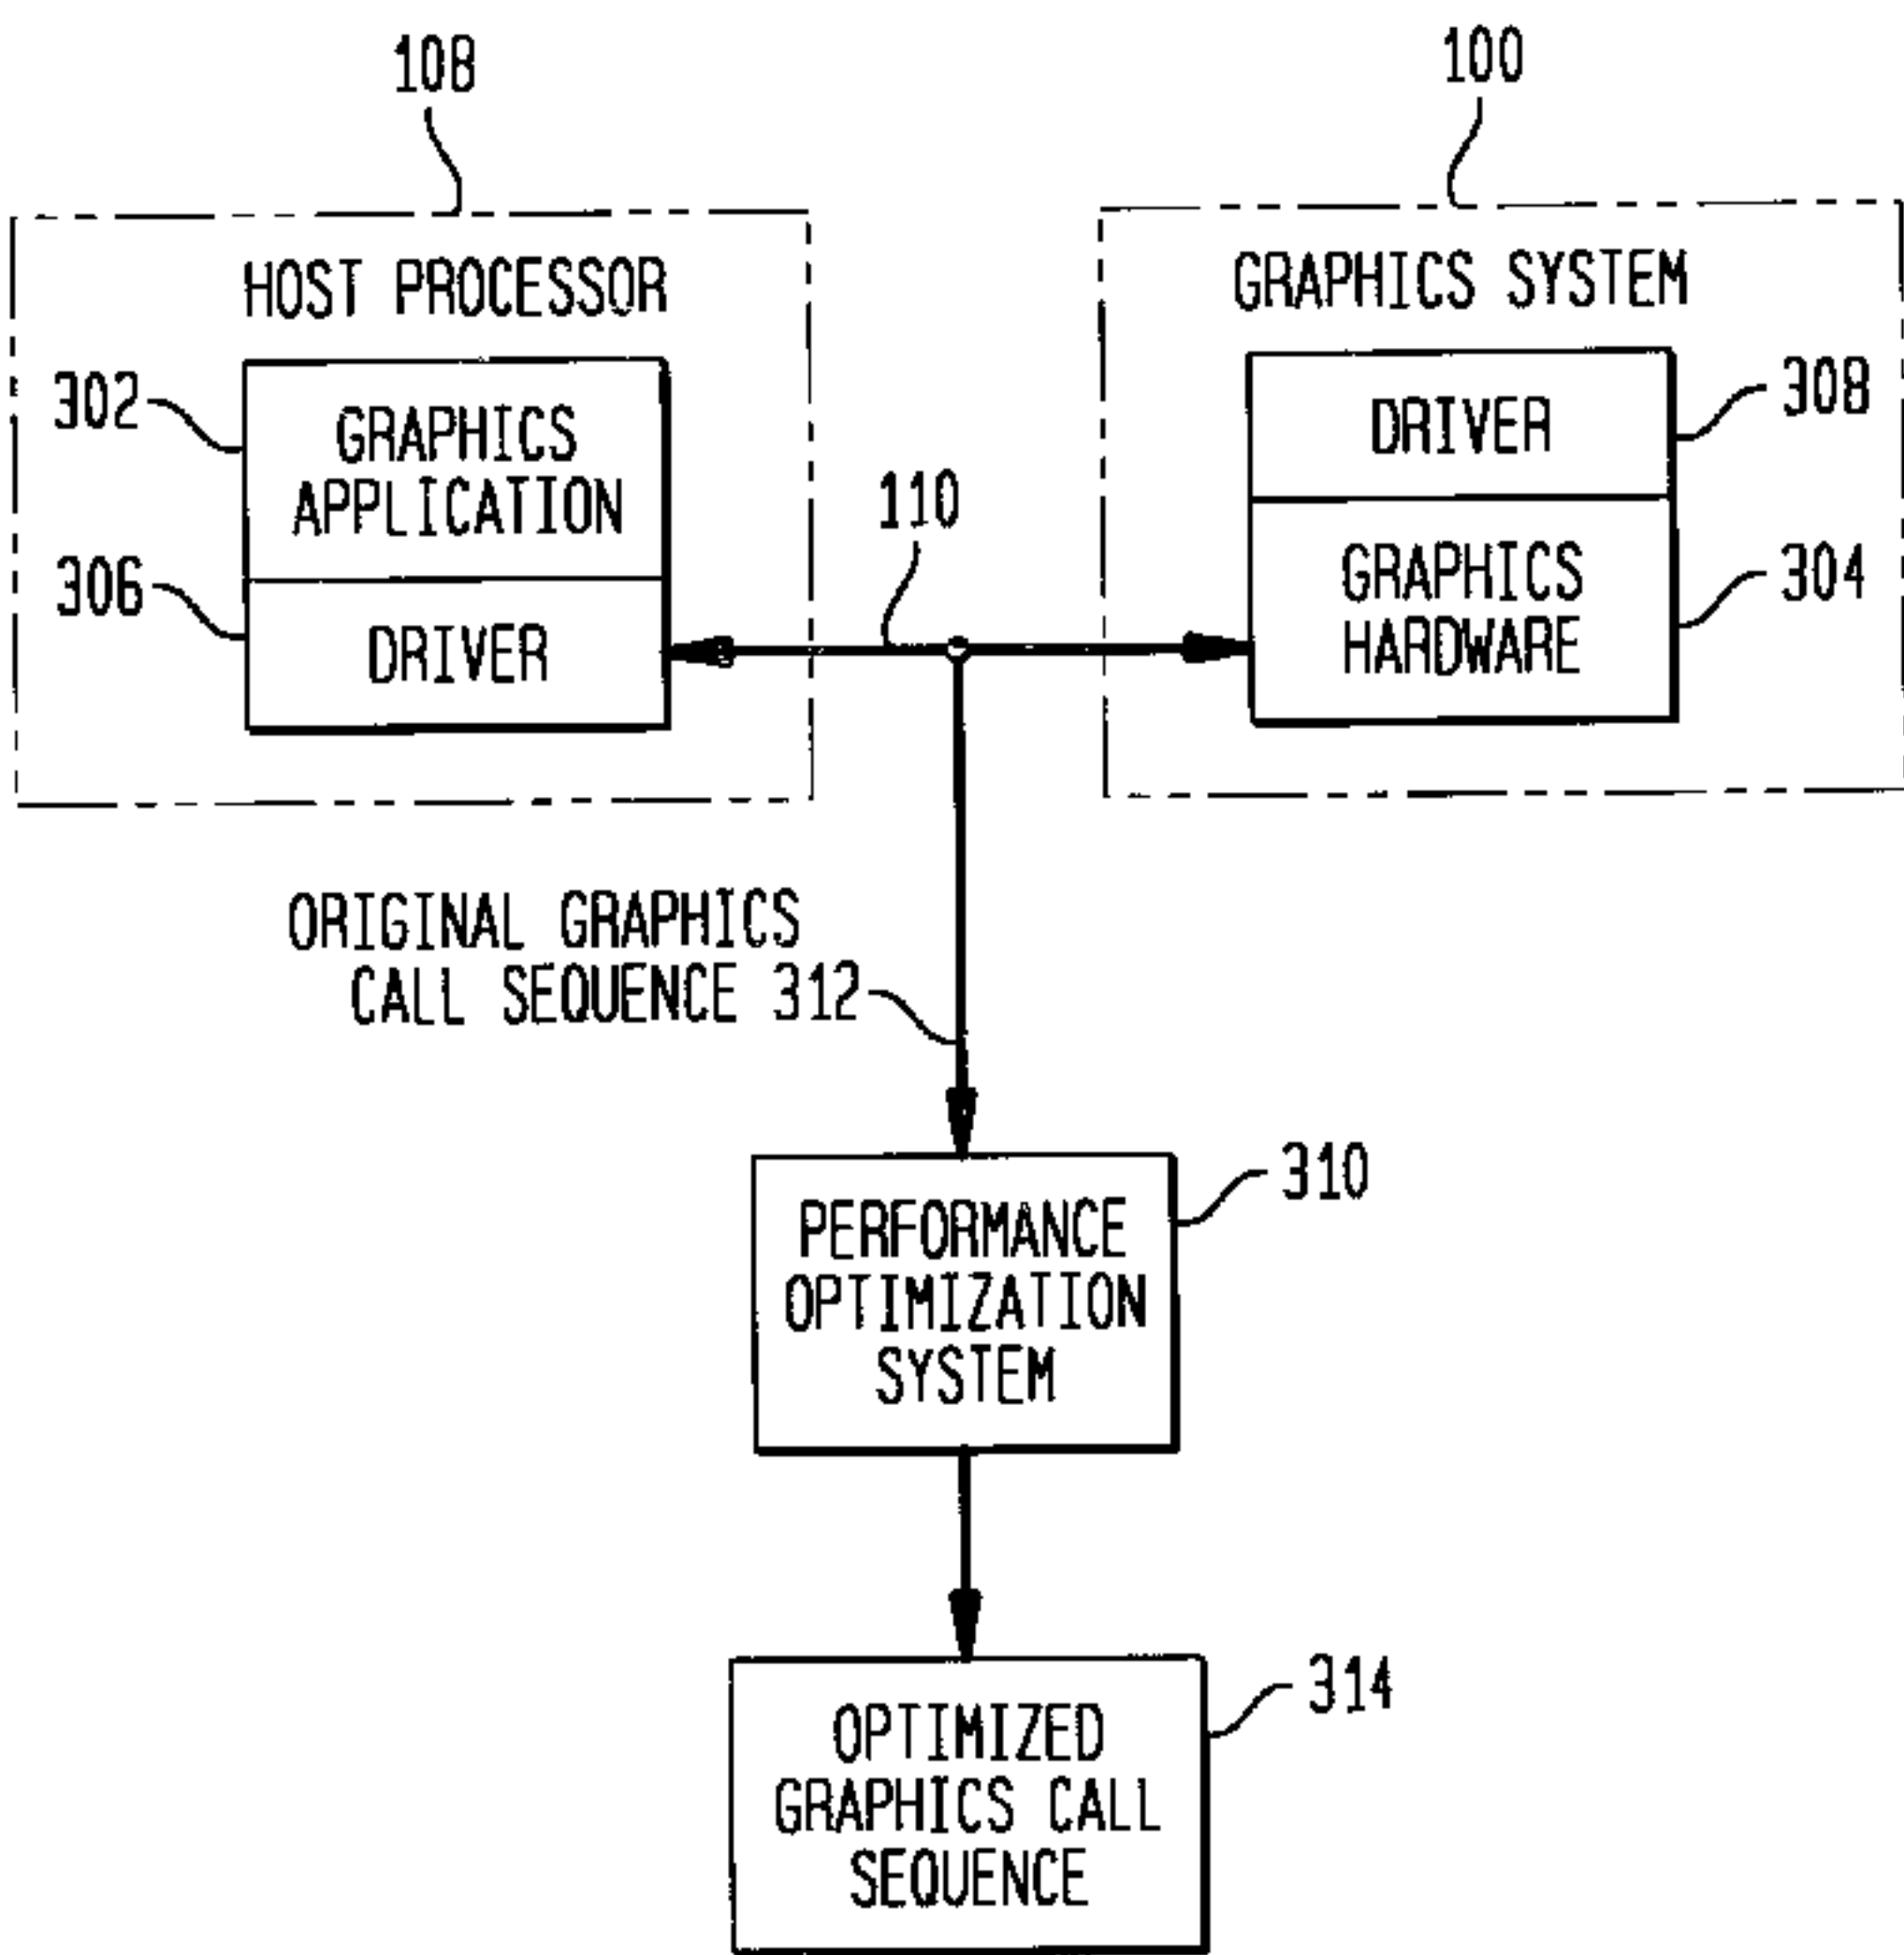 108
100
HOST PROCESSOR
GRAPHICS SYSTEM
302
GRAPHICS
APPLICATION
306
DRIVER
110
DRIVER
308
GRAPHICS
HARDWARE
304
ORIGINAL GRAPHICS
CALL SEQUENCE 312
PERFORMANCE
OPTIMIZATION
SYSTEM
310
OPTIMIZED
GRAPHICS CALL
SEQUENCE
314